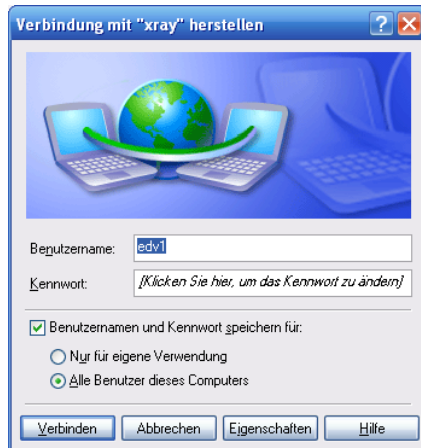 Verbindung mit "xray" herstellen
Benutzername: edv1
Kennwort: [Klicken Sie hier, um das Kennwort zu ändern]
Benutzernamen und Kennwort speichern für:
Nur für eigene Verwendung
Alle Benutzer dieses Computers
Verbinden Abbrechen Eigenschaften Hilfe